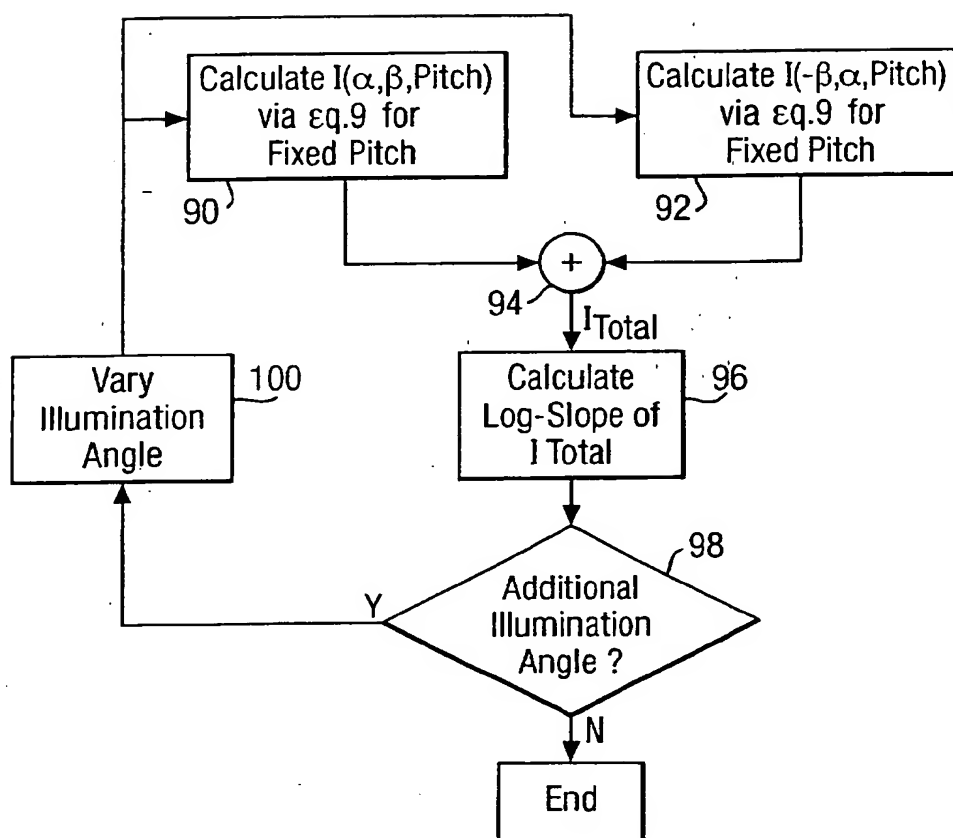 Calculate I(α,β,Pitch)
via εq.9 for
Fixed Pitch
90
Calculate I(-β,α,Pitch)
via εq.9 for
Fixed Pitch
92
+
94
I Total
Vary
Illumination
Angle
100
Calculate
Log-Slope of
I Total
96
98
Additional
Illumination
Angle ?
Y
N
End